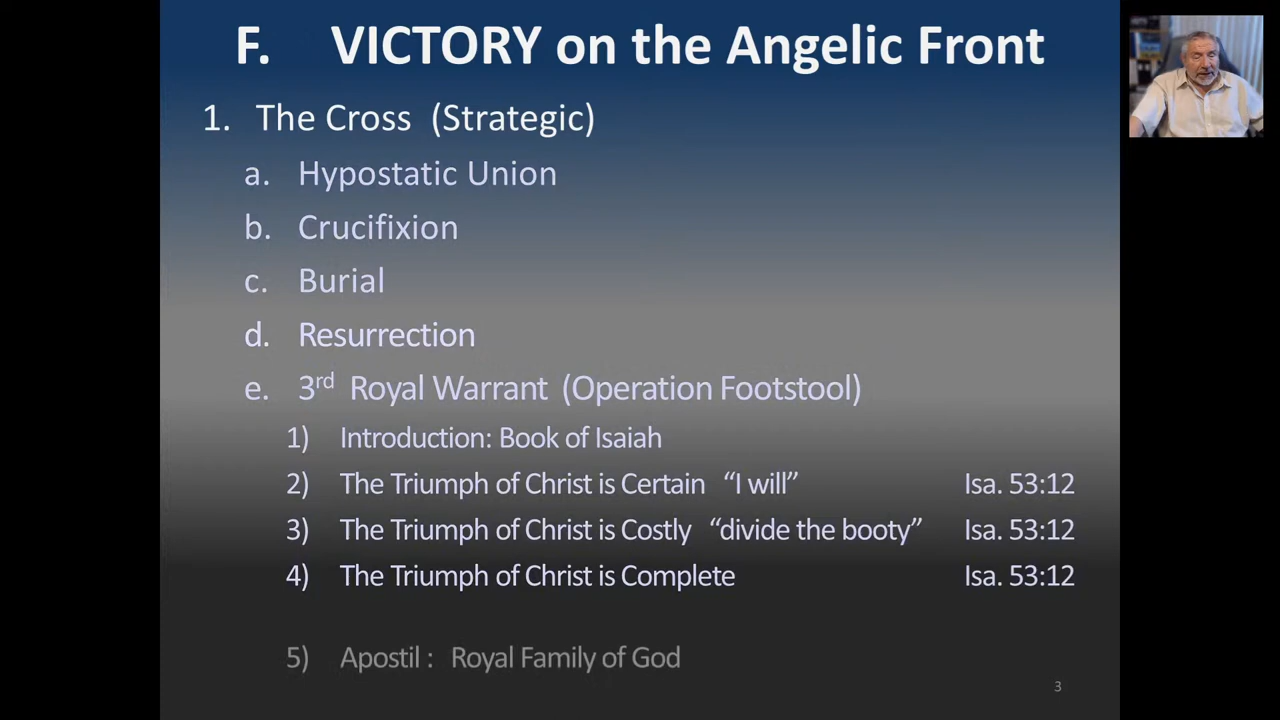 F. VICTORY on the Angelic Front
1. The Cross (Strategic)
a. Hypostatic Union
b. Crucifixion
c. Burial
d. Resurrection
e. 3rd Royal Warrant (Operation Footstool)
1) Introduction: Book of Isaiah
2) The Triumph of Christ is Certain “I will” Isa. 53:12
3) The Triumph of Christ is Costly “divide the booty” Isa. 53:12
4) The Triumph of Christ is Complete Isa. 53:12
5) Apostil : Royal Family of God
3